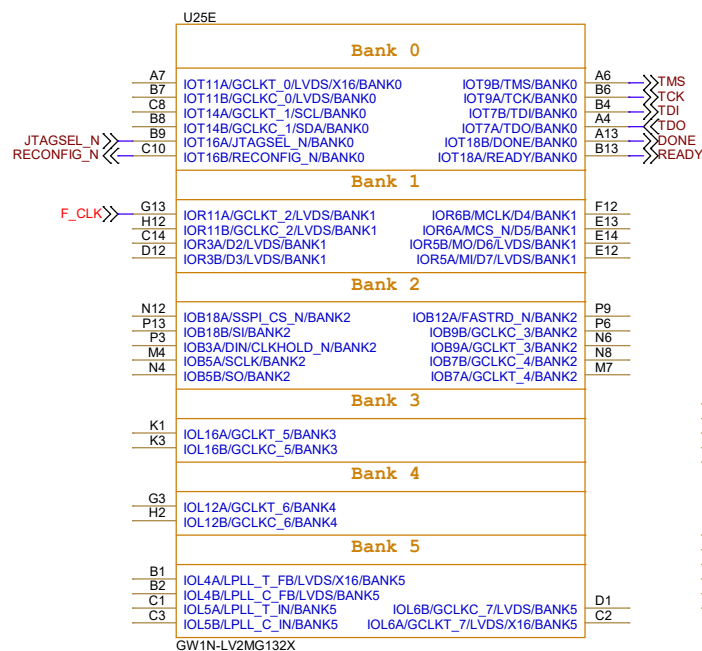 U25E
Bank 0
A7 IOT11A/GCLKT_0/LVDS/X16/BANK0 IOT9B/TMS/BANK0 A6 TMS
B7 IOT11B/GCLKC_0/LVDS/BANK0 IOT9A/TCK/BANK0 B6 TCK
C8 IOT14A/GCLKT_1/SCL/BANK0 IOT7B/TDI/BANK0 B4 TDI
B8 IOT14B/GCLKC_1/SDA/BANK0 IOT7A/TDO/BANK0 A4 TDO
JTAGSEL_N B9 IOT16A/JTAGSEL_N/BANK0 IOT18B/DONE/BANK0 A13 DONE
RECONFIG_N C10 IOT16B/RECONFIG_N/BANK0 IOT18A/READY/BANK0 B13 READY
Bank 1
F_CLK G13 IOR11A/GCLKT_2/LVDS/BANK1 IOR6B/MCLK/D4/BANK1 F12
H12 IOR11B/GCLKC_2/LVDS/BANK1 IOR6A/MCS_N/D5/BANK1 E13
C14 IOR3A/D2/LVDS/BANK1 IOR5B/MO/D6/LVDS/BANK1 E14
D12 IOR3B/D3/LVDS/BANK1 IOR5A/MI/D7/LVDS/BANK1 E12
Bank 2
N12 IOB18A/SSPI_CS_N/BANK2 IOB12A/FASTRD_N/BANK2 P9
P13 IOB18B/SI/BANK2 IOB9B/GCLKC_3/BANK2 P6
P3 IOB3A/DIN/CLKHOLD_N/BANK2 IOB9A/GCLKT_3/BANK2 N6
M4 IOB5A/SCLK/BANK2 IOB7B/GCLKC_4/BANK2 N8
N4 IOB5B/SO/BANK2 IOB7A/GCLKT_4/BANK2 M7
Bank 3
K1 IOL16A/GCLKT_5/BANK3
K3 IOL16B/GCLKC_5/BANK3
Bank 4
G3 IOL12A/GCLKT_6/BANK4
H2 IOL12B/GCLKC_6/BANK4
Bank 5
B1 IOL4A/LPLL_T_FB/LVDS/X16/BANK5
B2 IOL4B/LPLL_C_FB/LVDS/BANK5
C1 IOL5A/LPLL_T_IN/BANK5 IOL6B/GCLKC_7/LVDS/BANK5 D1
C3 IOL5B/LPLL_C_IN/BANK5 IOL6A/GCLKT_7/LVDS/X16/BANK5 C2
GW1N-LV2MG132X